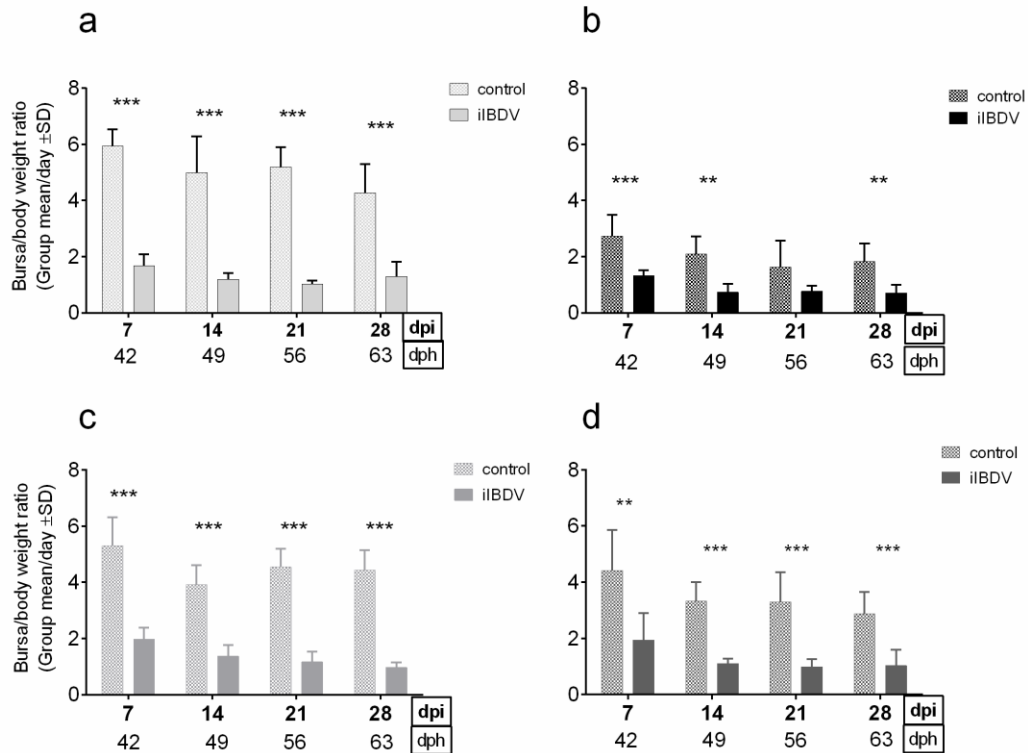 a
Bursa/body weight ratio
(Group mean/day ±SD)
8
6
4
2
0
*** *** *** ***
control
iIBDV
7 14 21 28 dpi
42 49 56 63 dph
b
8
6
4
2
0
*** ** **
control
iIBDV
7 14 21 28 dpi
42 49 56 63 dph
c
Bursa/body weight ratio
(Group mean/day ±SD)
8
6
4
2
0
*** *** *** ***
control
iIBDV
7 14 21 28 dpi
42 49 56 63 dph
d
8
6
4
2
0
** *** *** ***
control
iIBDV
7 14 21 28 dpi
42 49 56 63 dph